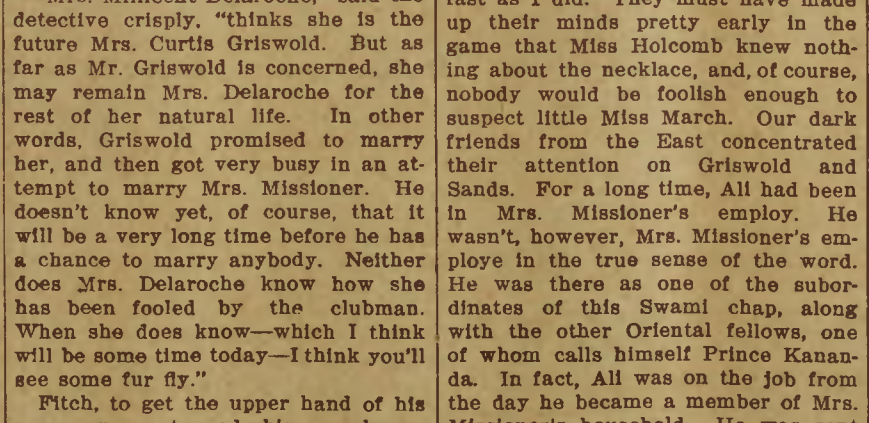 detective crisply, "thinks she is the
future Mrs. Curtis Griswold. But as
far as Mr. Griswold is concerned, she
may remain Mrs. Delaroche for the
rest of her natural life. In other
words, Griswold promised to marry
her, and then got very busy in an at-
tempt to marry Mrs. Missioner. He
doesn't know yet, of course, that it
will be a very long time before he has
a chance to marry anybody. Neither
does Mrs. Delaroche know how she
has been fooled by the clubman.
When she does know—which I think
will be some time today—I think you'll
see some fur fly."
Fitch, to get the upper hand of his
fast as I did. They must have made
up their minds pretty early in the
game that Miss Holcomb knew noth-
ing about the necklace, and, of course,
nobody would be foolish enough to
suspect little Miss March. Our dark
friends from the East concentrated
their attention on Griswold and
Sands. For a long time, Ali had been
in Mrs. Missioner's employ. He
wasn't, however, Mrs. Missioner's em-
ploye in the true sense of the word.
He was there as one of the subor-
dinates of this Swami chap, along
with the other Oriental fellows, one
of whom calls himself Prince Kanan-
da. In fact, Ali was on the job from
the day he became a member of Mrs.